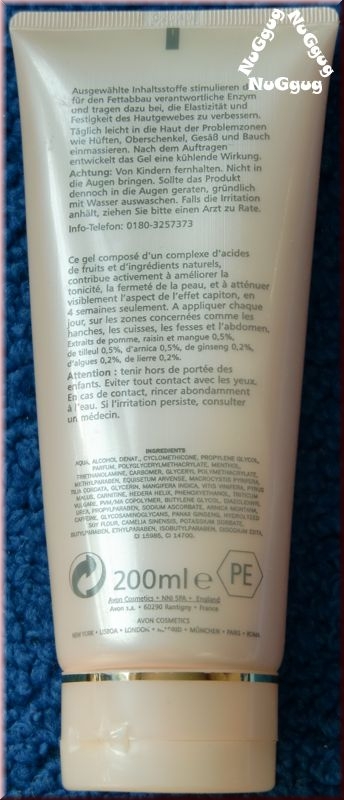 NuGgug
NuGgug
NuGgug
Ausgewählte Inhaltsstoffe stimulieren d
für den Fettabbau verantwortliche Enzym
und tragen dazu bei, die Elastizität und
Festigkeit des Hautgewebes zu verbessern.
Täglich leicht in die Haut der Problemzonen
wie Hüften, Oberschenkel, Gesäß und Bauch
einmassieren. Nach dem Auftragen
entwickelt das Gel eine kühlende Wirkung.
Achtung: Von Kindern fernhalten. Nicht in
die Augen bringen. Sollte das Produkt
dennoch in die Augen geraten, gründlich
mit Wasser auswaschen. Falls die Irritation
anhält, ziehen Sie bitte einen Arzt zu Rate.
Info-Telefon: 0180-3257373
Ce gel composé d'un complexe d'acides
de fruits et d'ingrédients naturels,
contribue activement à améliorer la
tonicité, la fermeté de la peau, et à atténuer
visiblement l'aspect de l'effet capiton, en
4 semaines seulement. A appliquer chaque
jour, sur les zones concernées comme les
hanches, les cuisses, les fesses et l'abdomen.
Extraits de pomme, raisin et mangue 0,5%,
de tilleul 0,5%, d'arnica 0,5%, de ginseng 0,2%,
d'algues 0,2%, de lierre 0,2%.
Attention : tenir hors de portée des
enfants. Eviter tout contact avec les yeux.
En cas de contact, rincer abondamment
à l'eau. Si l'irritation persiste, consulter
un médecin.
INGREDIENTS
AQUA, ALCOHOL DENAT., CYCLOMETHICONE, PROPYLENE GLYCOL,
PARFUM, POLYGLYCERYLMETHACRYLATE, MENTHOL,
TRIETHANOLAMINE, CARBOMER, GLYCERYL POLYMETHACRYLATE,
METHYLPARABEN, EQUISETUM ARVENSE, MACROCYSTIS PYRIFERA,
TILIA CORDATA, GLYCERIN, MANGIFERA INDICA, VITIS VINIFERA, PYRUS
MALUS, CARNITINE, HEDERA HELIX, PHENOXYETHANOL, TRITICUM
VULGARE, PVM/MA COPOLYMER, BUTYLENE GLYCOL, DIAZOLIDINYL
UREA, PROPYLPARABEN, SODIUM ASCORBATE, ARNICA MONTANA,
CAFFEINE, GLYCOSAMINOGLYCANS, PANAX GINSENG, HYDROLYZED
SOY FLOUR, CAMELLIA SINENSIS, POTASSIUM SORBATE,
BUTYLPARABEN, ETHYLPARABEN, ISOBUTYLPARABEN, DISODIUM EDTA,
CI 15985, CI 14700.
200ml e PE
Avon Cosmetics • NNI SPA • England
Avon s.a. • 60290 Rantigny • France
AVON COSMETICS
NEW YORK • LISBOA • LONDON • MADRID • MÜNCHEN • PARIS • ROMA